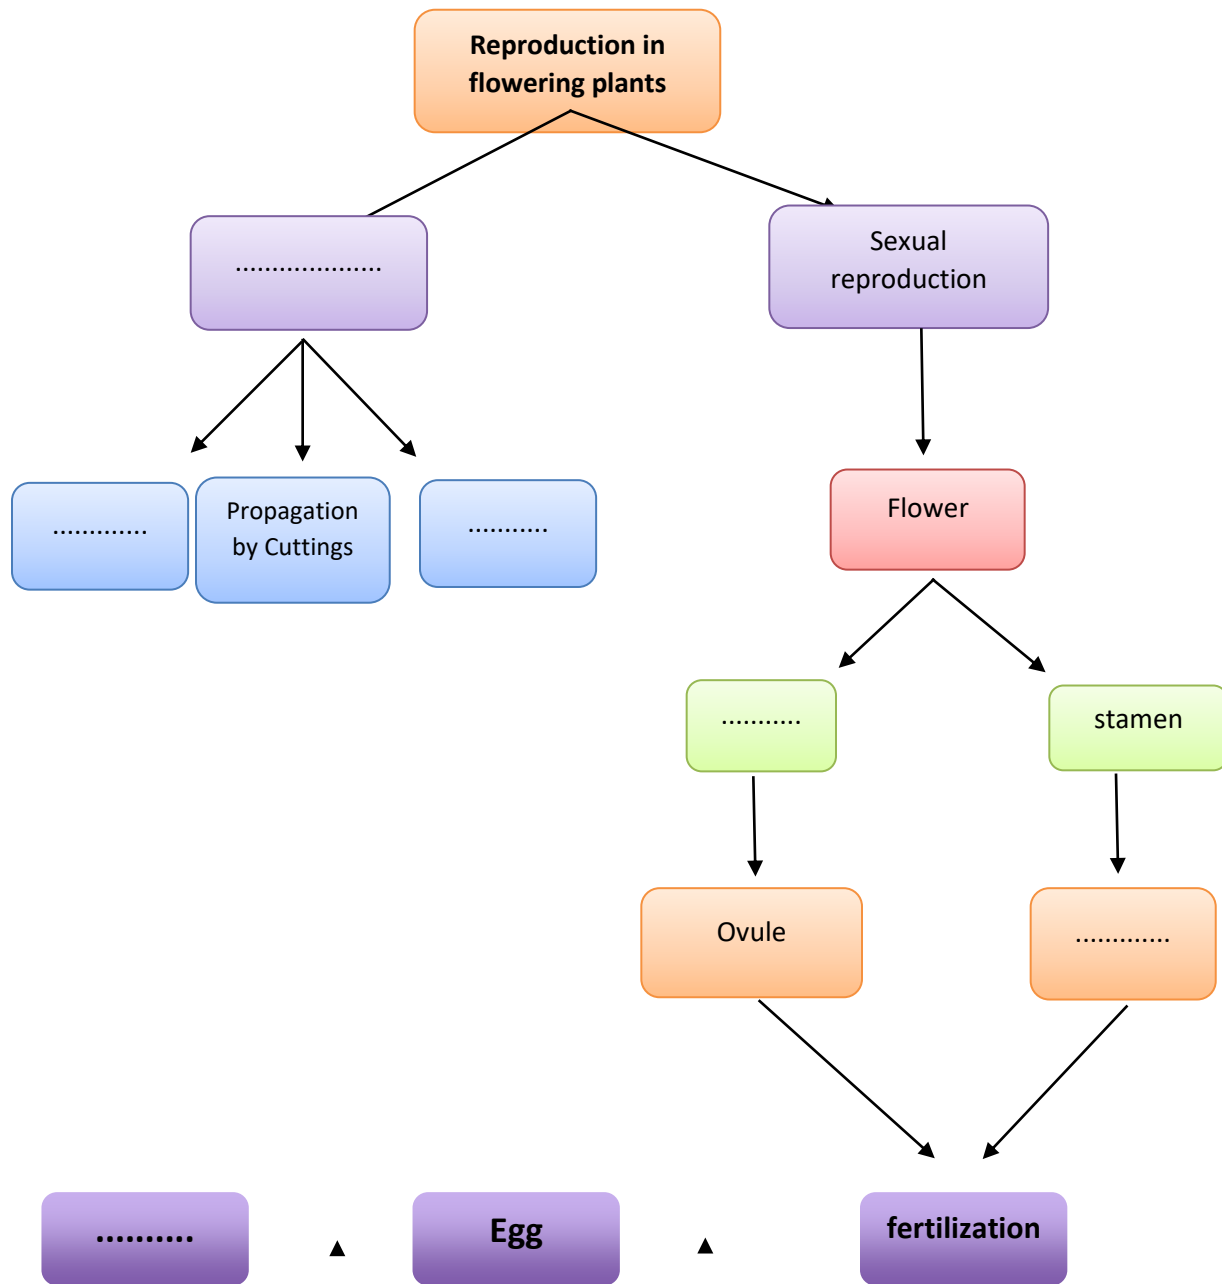 Reproduction in
flowering plants
.....................
Sexual
reproduction
.............
Propagation
by Cuttings
...........
Flower
...........
stamen
Ovule
.............
..........
Egg
fertilization